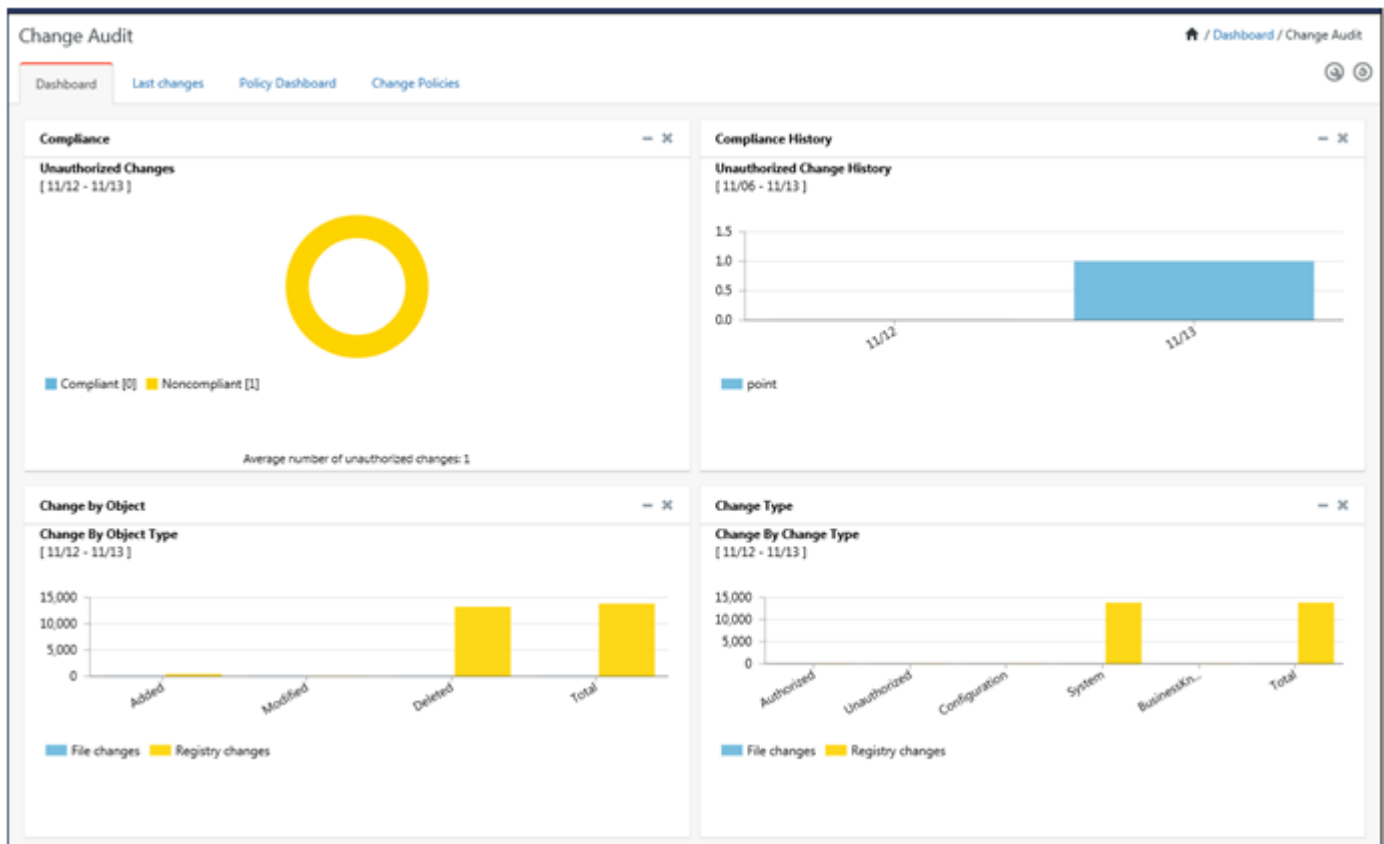 Change Audit
/ Dashboard / Change Audit
Dashboard
Last changes
Policy Dashboard
Change Policies
Compliance
Unauthorized Changes
[ 11/12 - 11/13 ]
Compliant [0] Noncompliant [1]
Average number of unauthorized changes: 1
Compliance History
Unauthorized Change History
[ 11/06 - 11/13 ]
1.5
1.0
0.5
0.0
11/12
11/13
point
Change by Object
Change By Object Type
[ 11/12 - 11/13 ]
15,000
10,000
5,000
0
Added
Modified
Deleted
Total
File changes Registry changes
Change Type
Change By Change Type
[ 11/12 - 11/13 ]
15,000
10,000
5,000
0
Authorized
Unauthorized
Configuration
System
BusinessKn...
Total
File changes Registry changes